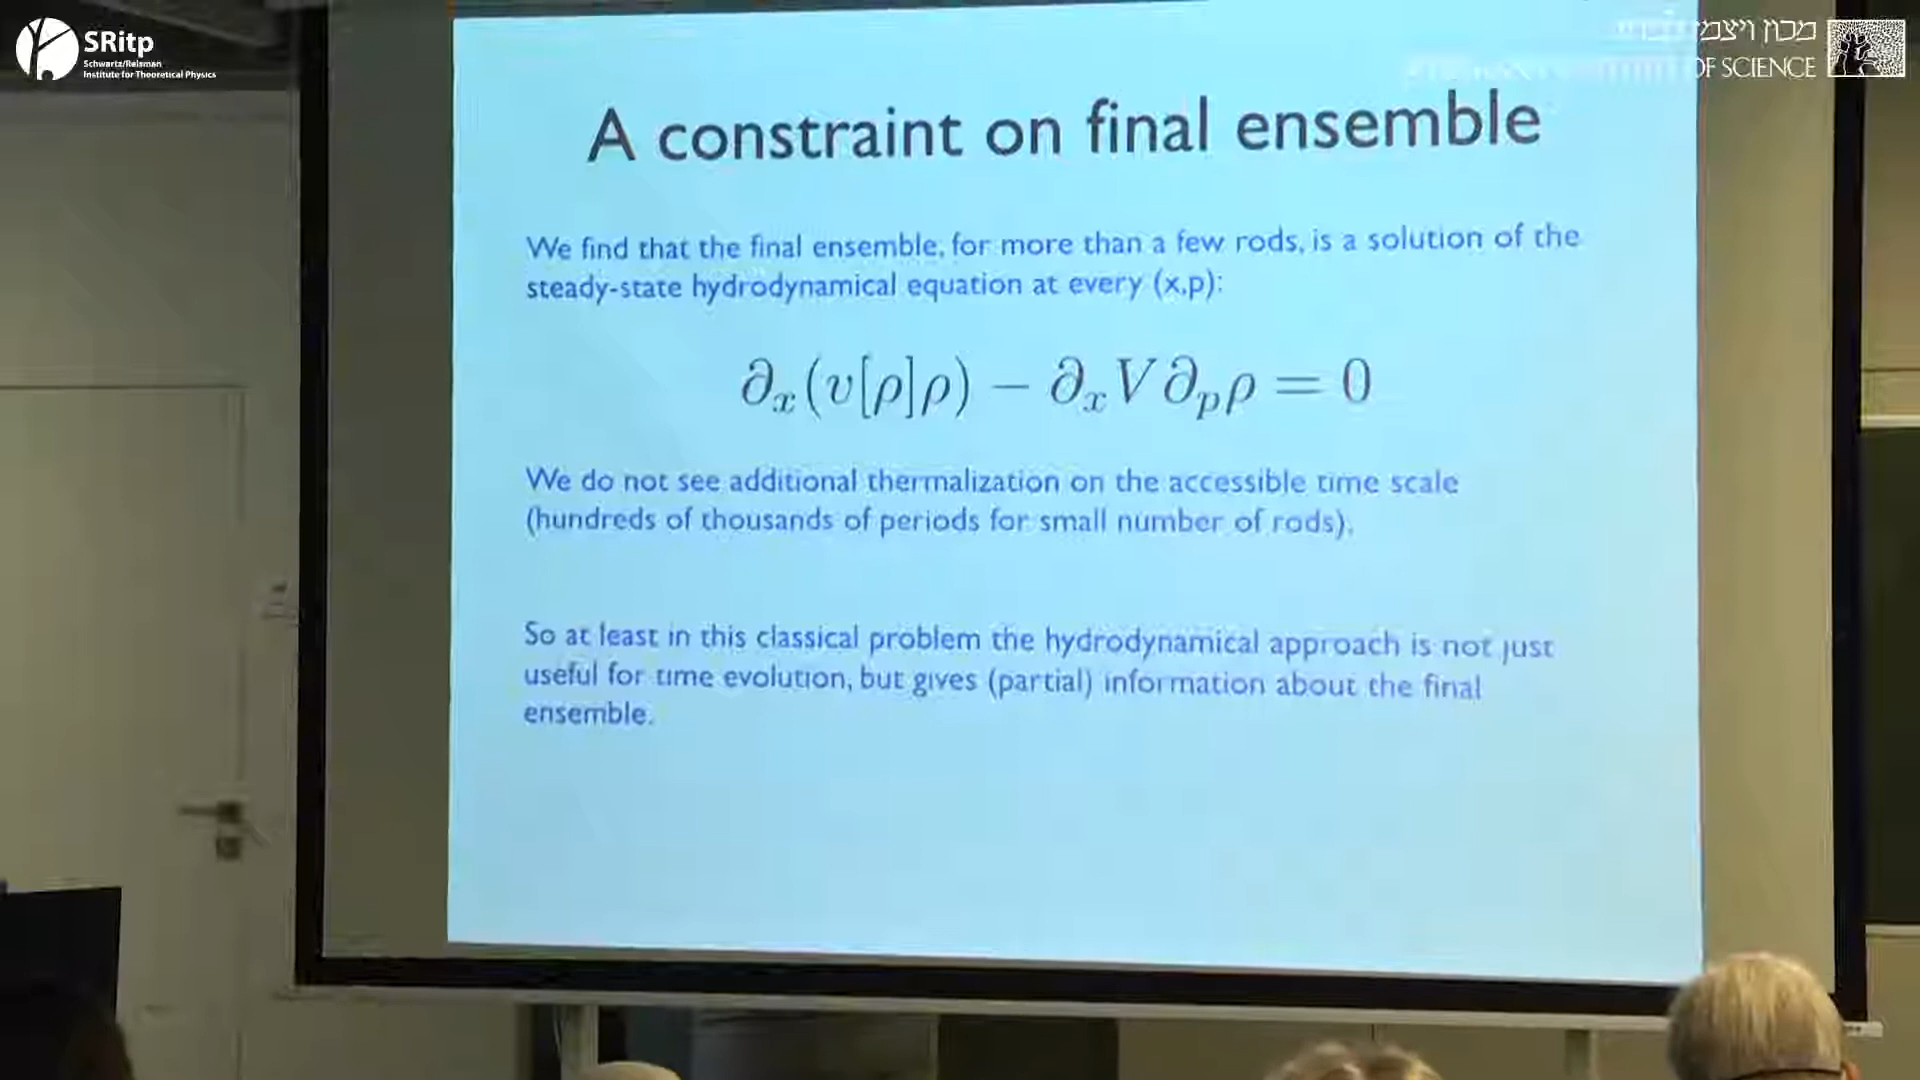 SRitp
Schwartz/Reisman
Institute for Theoretical Physics
מכון ויצמן
OF SCIENCE
A constraint on final ensemble
We find that the final ensemble, for more than a few rods, is a solution of the
steady-state hydrodynamical equation at every (x,p):
∂ₓ(v[ρ]ρ) − ∂ₓV∂ₚρ = 0
We do not see additional thermalization on the accessible time scale
(hundreds of thousands of periods for small number of rods).
So at least in this classical problem the hydrodynamical approach is not just
useful for time evolution, but gives (partial) information about the final
ensemble.